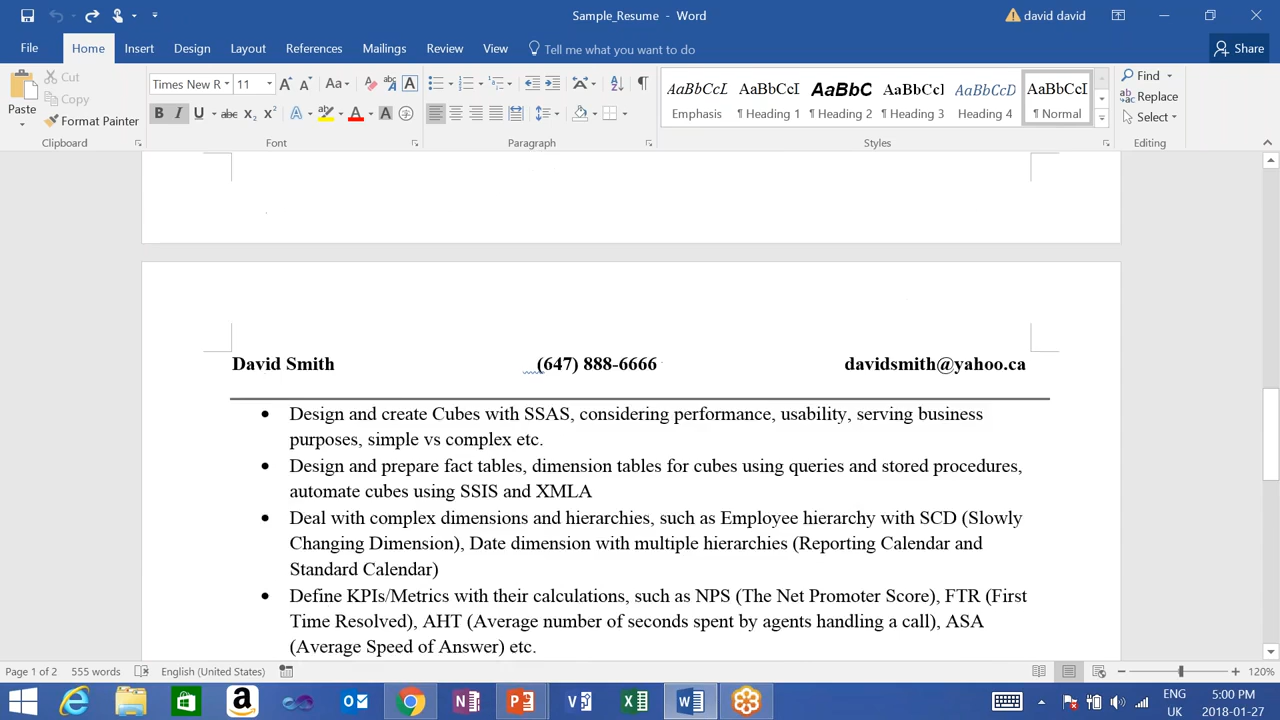 Sample_Resume - Word
david david
File Home Insert Design Layout References Mailings Review View Tell me what you want to do
Share
Paste
Cut
Copy
Format Painter
Clipboard
Times New R 11
Font
Paragraph
AaBbCcL AaBbCcI AaBbC AaBbCcI AaBbCcD AaBbCcI
Emphasis ¶ Heading 1 ¶ Heading 2 ¶ Heading 3 Heading 4 ¶ Normal
Styles
Find
Replace
Select
Editing
David Smith (647) 888-6666 davidsmith@yahoo.ca
• Design and create Cubes with SSAS, considering performance, usability, serving business
purposes, simple vs complex etc.
• Design and prepare fact tables, dimension tables for cubes using queries and stored procedures,
automate cubes using SSIS and XMLA
• Deal with complex dimensions and hierarchies, such as Employee hierarchy with SCD (Slowly
Changing Dimension), Date dimension with multiple hierarchies (Reporting Calendar and
Standard Calendar)
• Define KPIs/Metrics with their calculations, such as NPS (The Net Promoter Score), FTR (First
Time Resolved), AHT (Average number of seconds spent by agents handling a call), ASA
(Average Speed of Answer) etc.
Page 1 of 2 555 words English (United States) 120%
ENG 5:00 PM
UK 2018-01-27